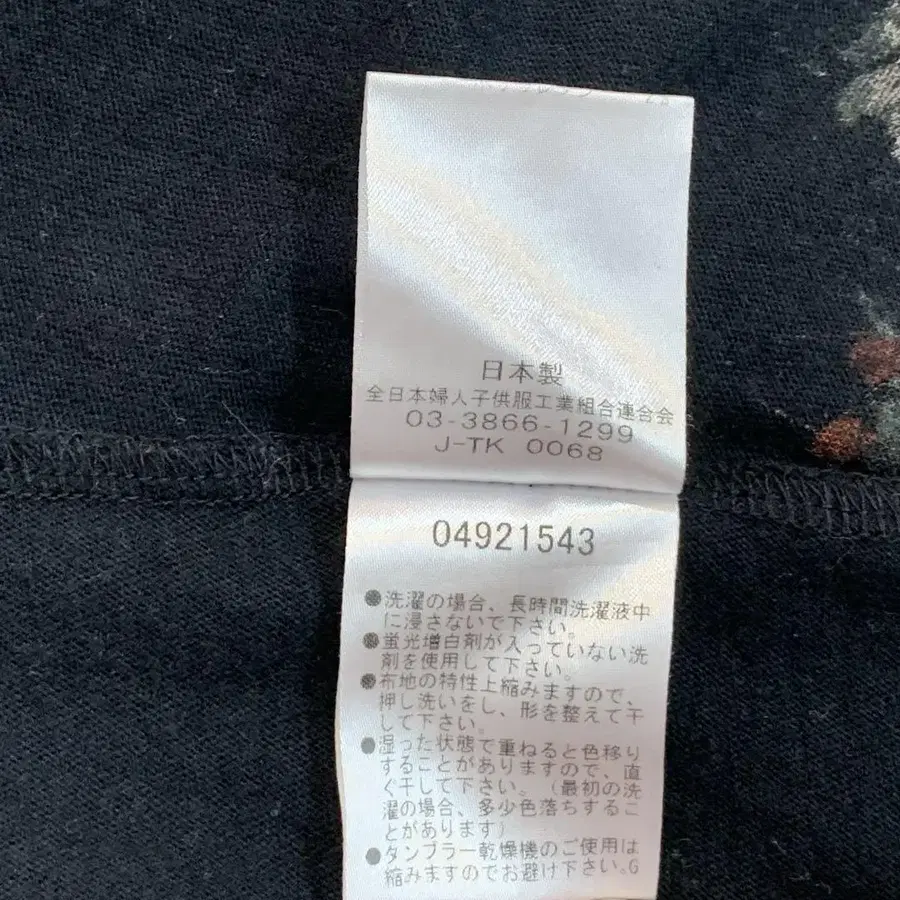 日本製
全日本婦人子供服工業組合連合会
03-3866-1299
J-TK 0068
04921543
●洗濯の場合、長時間洗濯液中
に浸さないで下さい。
●蛍光増白剤が入っていない洗
剤を使用して下さい。
●布地の特性上縮みますので、
押し洗いをし、形を整えて干
して下さい。
●湿った状態で重ねると色移り
することがありますので、直
ぐ干して下さい。（最初の洗
濯の場合、多少色落ちするこ
とがあります）
●タンブラー乾燥機のご使用は
縮みますのでお避け下さい。G